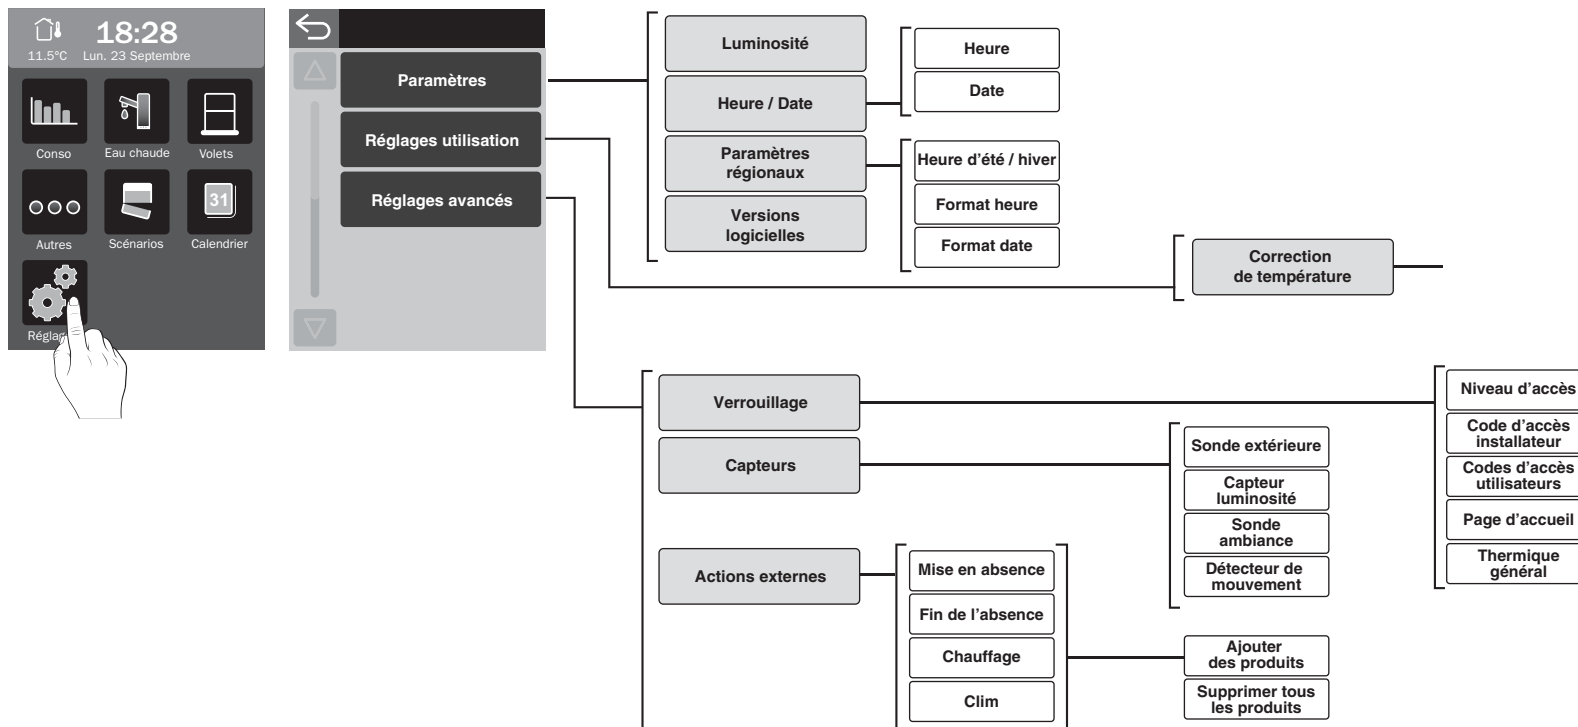 18:28
11.5°C Lun. 23 Septembre
Conso
Eau chaude
Volets
Autres
Scénarios
31
Calendrier
Réglag
Paramètres
Réglages utilisation
Réglages avancés
Luminosité
Heure / Date
Paramètres
régionaux
Versions
logicielles
Heure
Date
Heure d'été / hiver
Format heure
Format date
Correction
de température
Verrouillage
Capteurs
Actions externes
Niveau d'accès
Code d'accès
installateur
Codes d'accès
utilisateurs
Page d'accueil
Thermique
général
Sonde extérieure
Capteur
luminosité
Sonde
ambiance
Détecteur de
mouvement
Mise en absence
Fin de l'absence
Chauffage
Clim
Ajouter
des produits
Supprimer tous
les produits